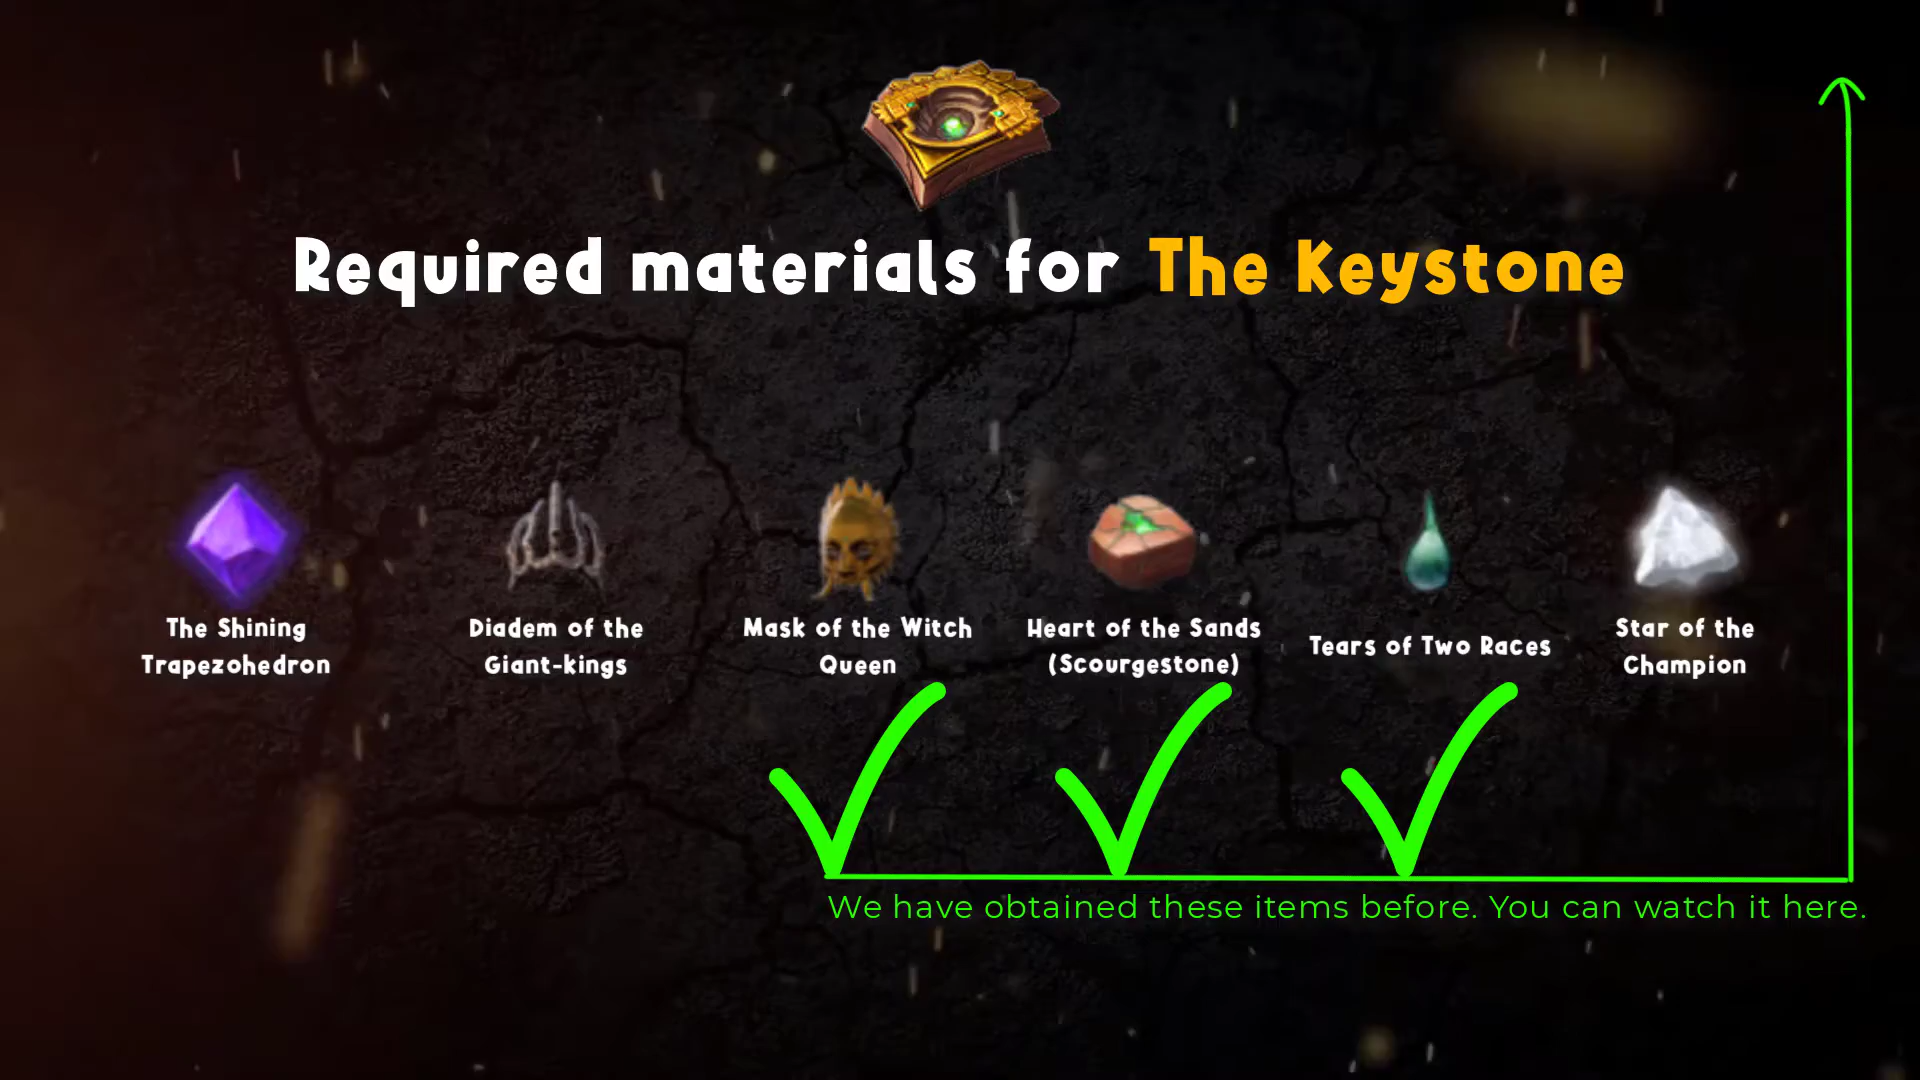 Required materials for The Keystone
The Shining
Trapezohedron
Diadem of the
Giant-kings
Mask of the Witch
Queen
Heart of the Sands
(Scourgestone)
Tears of Two Races
Star of the
Champion
We have obtained these items before. You can watch it here.